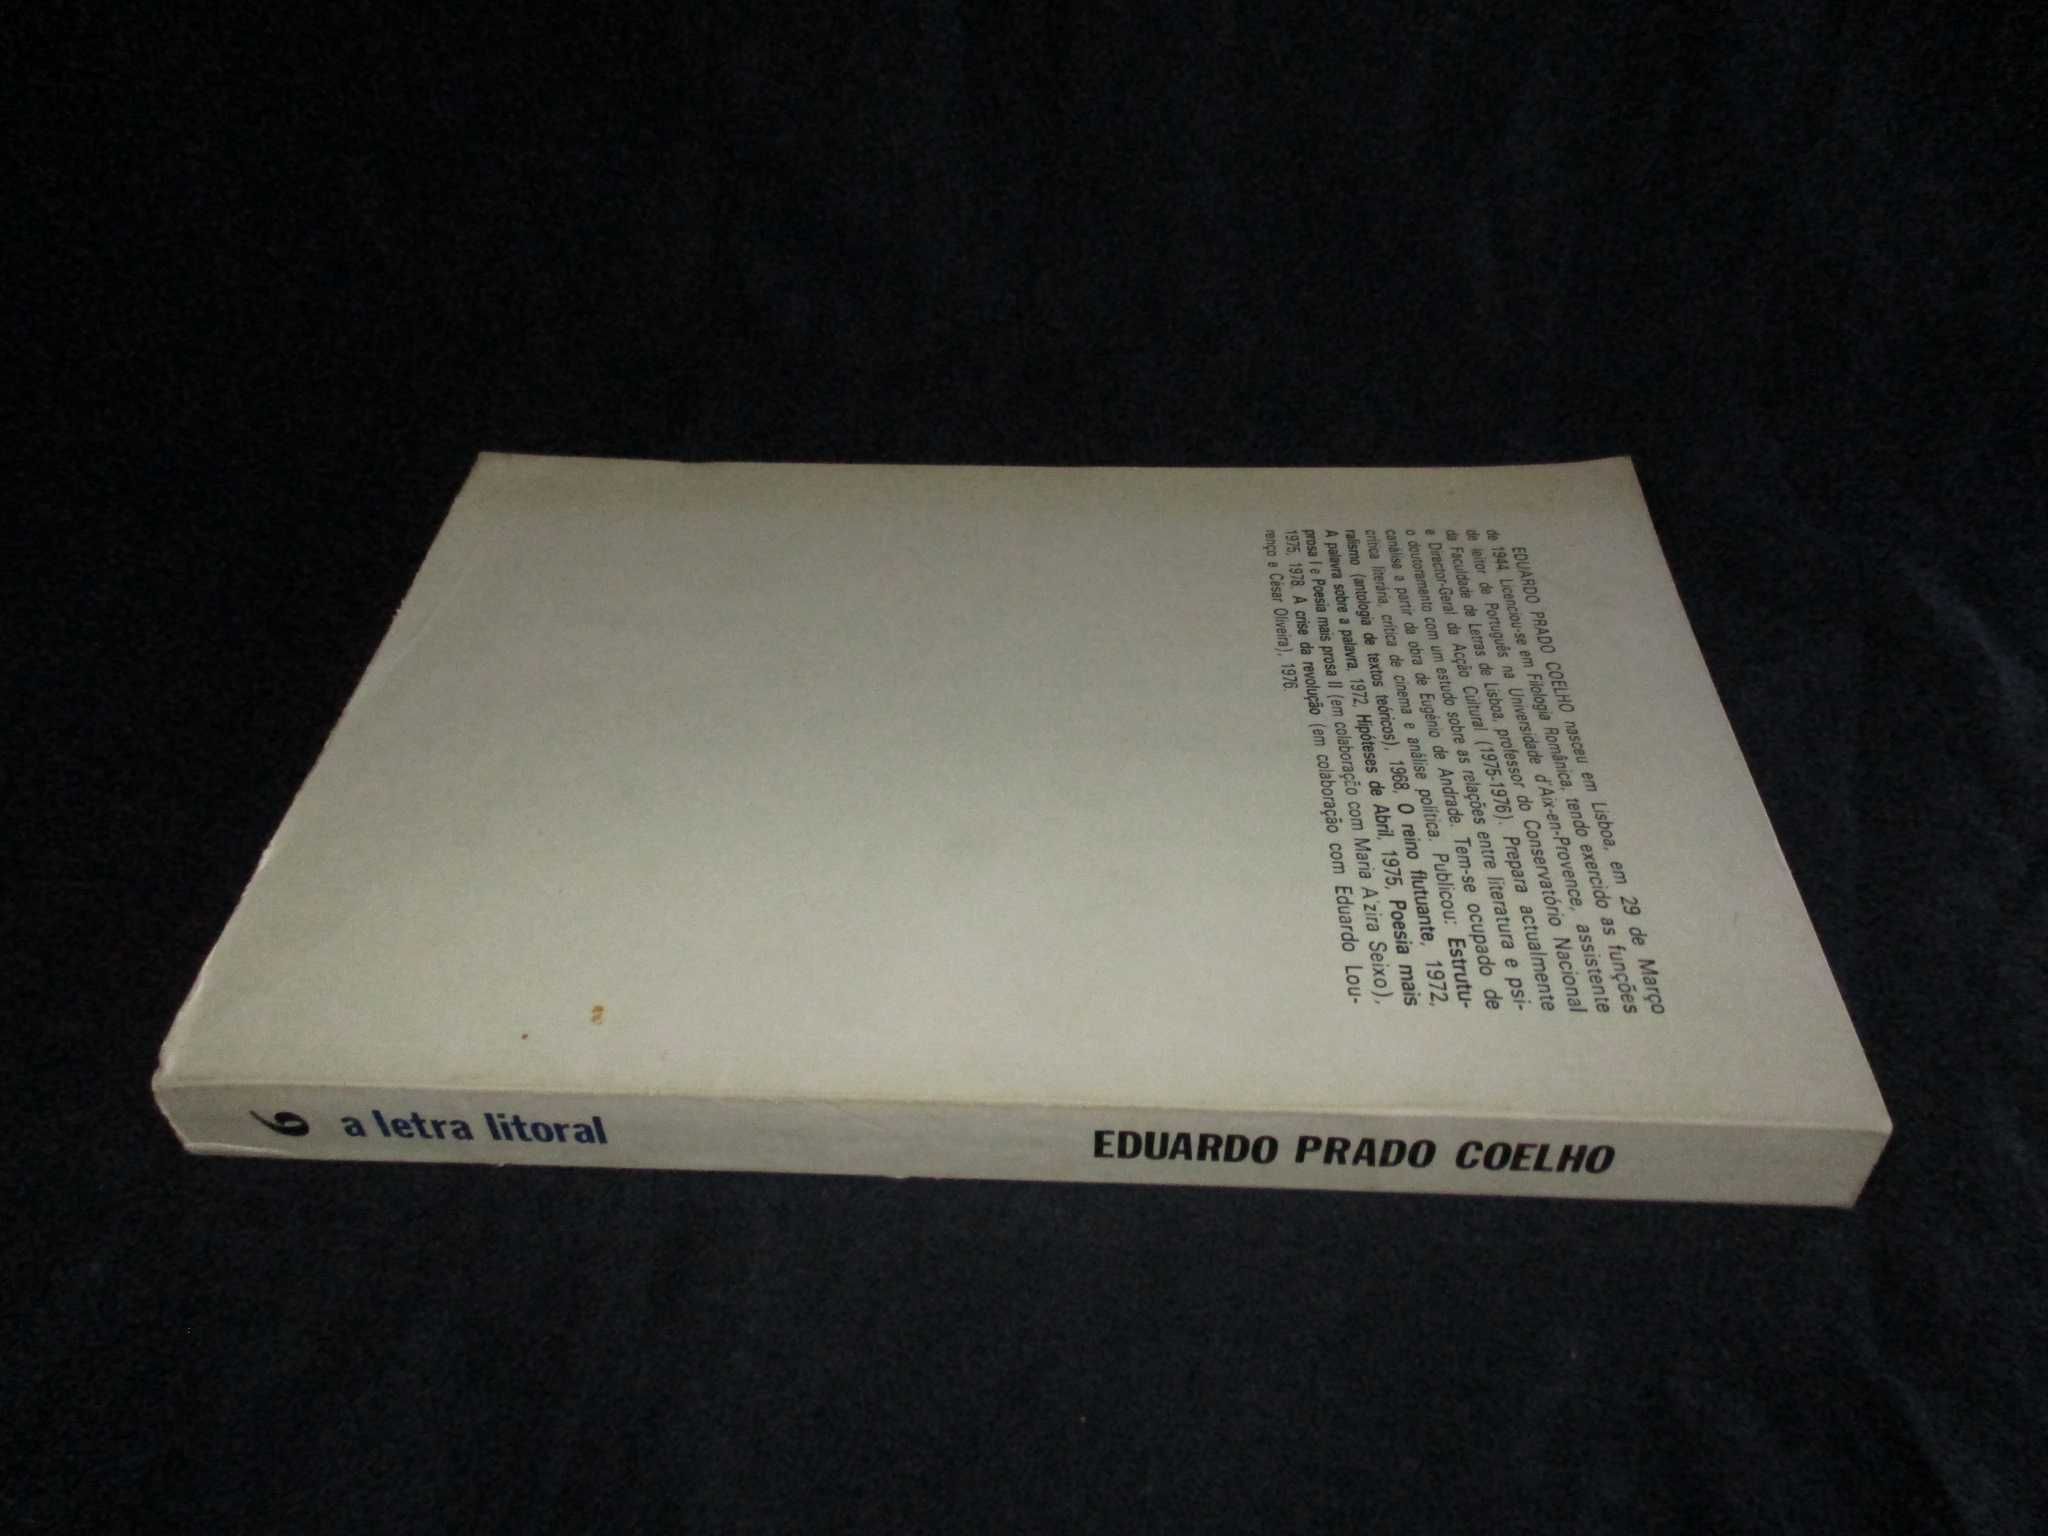 EDUARDO PRADO COELHO nasceu em Lisboa, em 29 de Março
de 1944. Licenciou-se em Filologia Românica, tendo exercido as funções
de leitor de Português na Universidade d'Aix-en-Provence, assistente
da Faculdade de Letras de Lisboa, professor do Conservatório Nacional
e Director-Geral da Acção Cultural (1975-1976). Prepara actualmente
o doutoramento com um estudo sobre as relações entre literatura e psi-
canálise a partir da obra de Eugénio de Andrade. Tem-se ocupado de
crítica literária, crítica de cinema e análise política. Publicou: Estrutu-
ralismo (antologia de textos teóricos), 1968, O reino flutuante, 1972,
A palavra sobre a palavra, 1972, Hipóteses de Abril, 1975, Poesia mais
prosa I e Poesia mais prosa II (em colaboração com Maria A'zira Seixo),
1975, 1978. A crise da revolução (em colaboração com Eduardo Lou-
renço e César Oliveira), 1976.
EDUARDO PRADO COELHO
a letra litoral